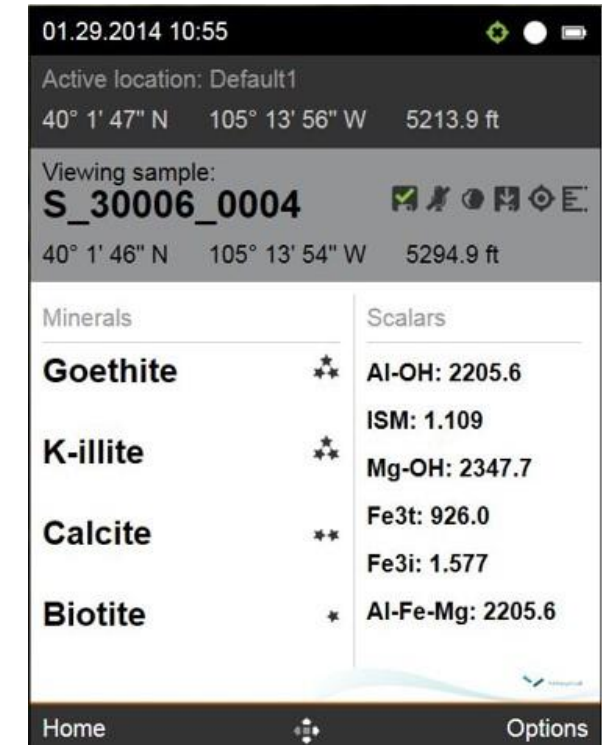 01.29.2014 10:55
Active location: Default1
40° 1' 47" N 105° 13' 56" W 5213.9 ft
Viewing sample:
S_30006_0004
40° 1' 46" N 105° 13' 54" W 5294.9 ft
Minerals
Goethite
K-illite
Calcite
Biotite
Scalars
Al-OH: 2205.6
ISM: 1.109
Mg-OH: 2347.7
Fe3t: 926.0
Fe3i: 1.577
Al-Fe-Mg: 2205.6
Home Options